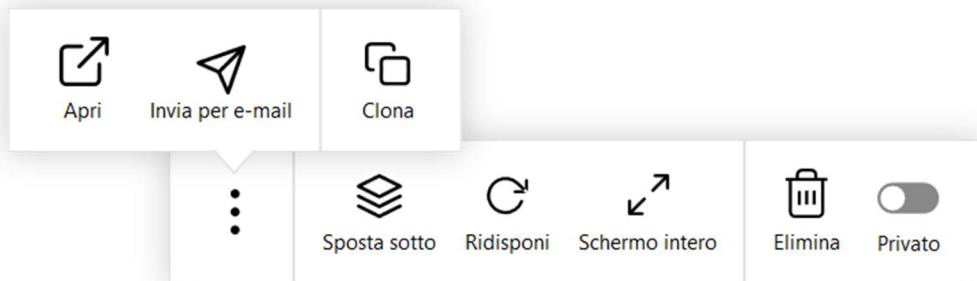 Apri
Invia per e-mail
Clona
Sposta sotto
Ridisponi
Schermo intero
Elimina
Privato